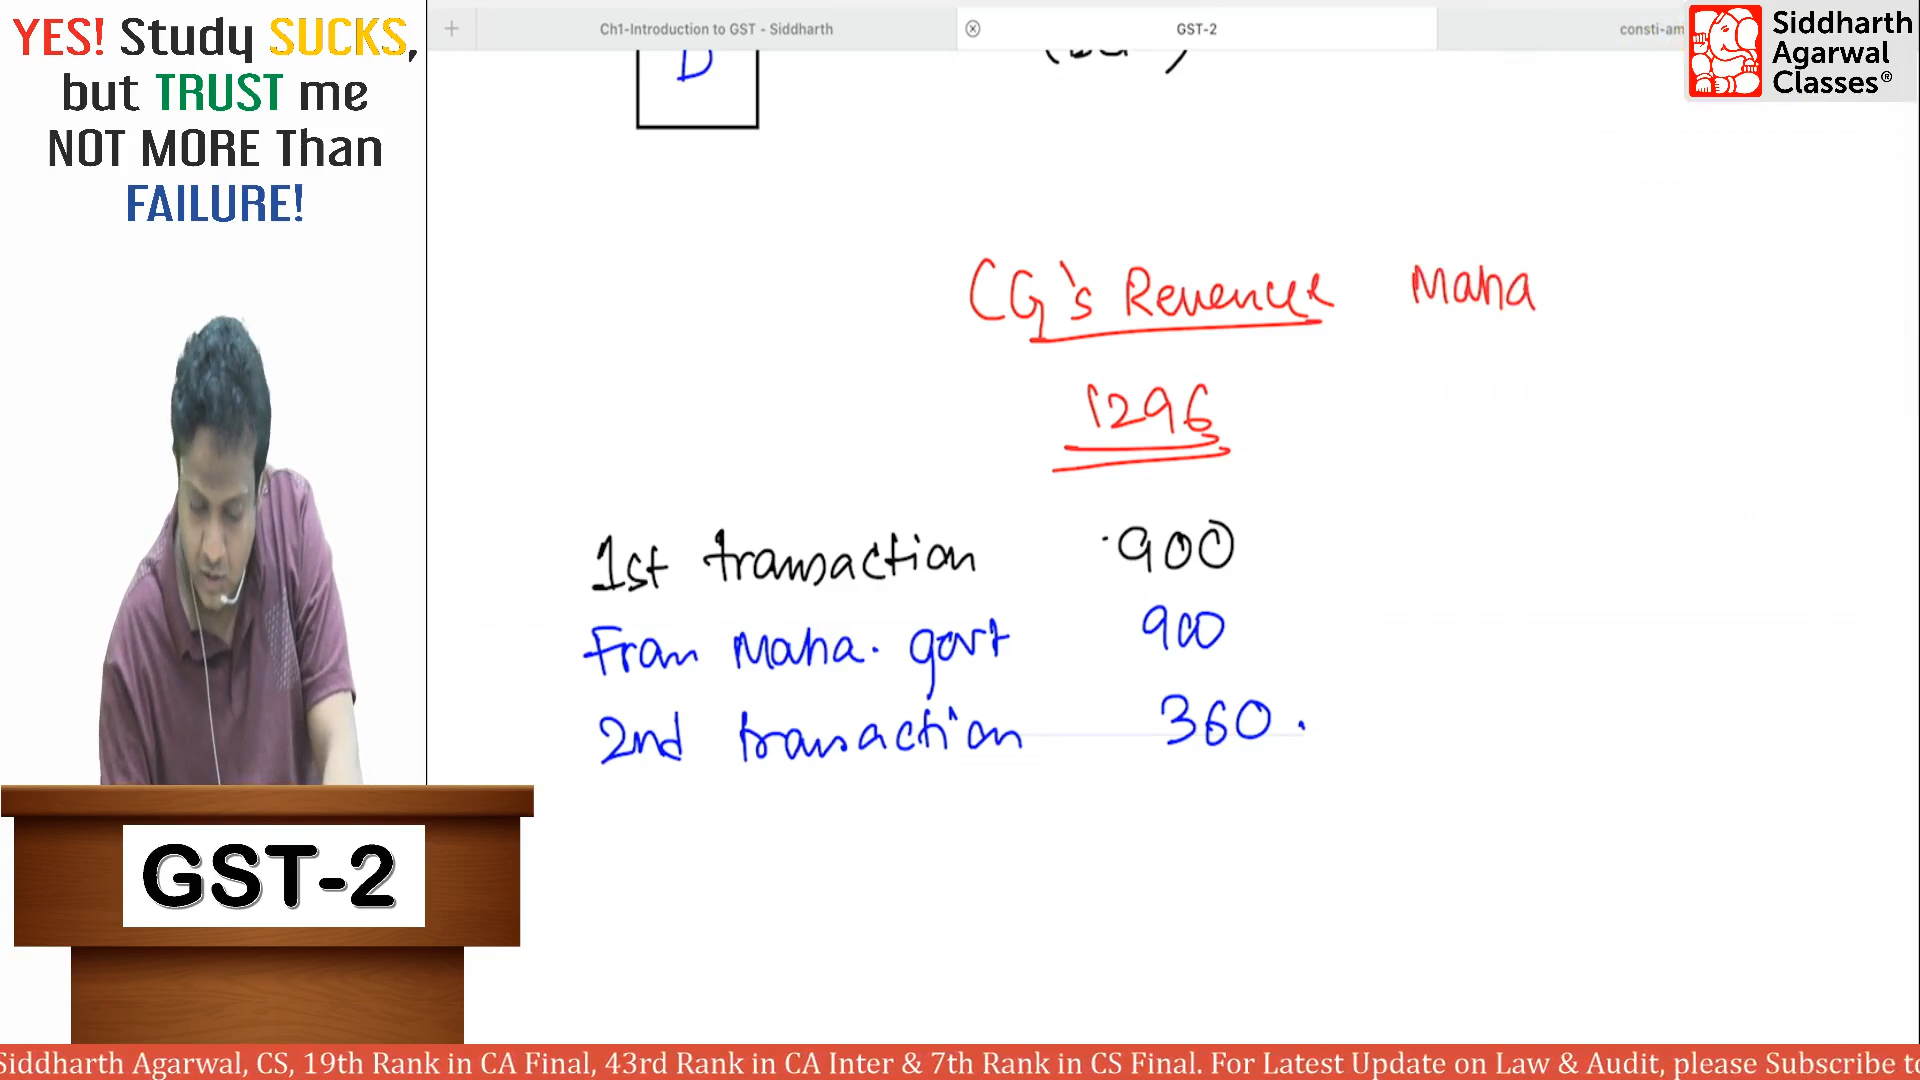 YES! Study SUCKS,
but TRUST me
NOT MORE Than
FAILURE!
Ch1-Introduction to GST - Siddharth
GST-2
consti-am
Siddharth
Agarwal
Classes®
D
CG's Revenue Maha
1296
1st transaction 900
From Maha. govt 900
2nd transaction 360.
GST-2
Siddharth Agarwal, CS, 19th Rank in CA Final, 43rd Rank in CA Inter & 7th Rank in CS Final. For Latest Update on Law & Audit, please Subscribe to